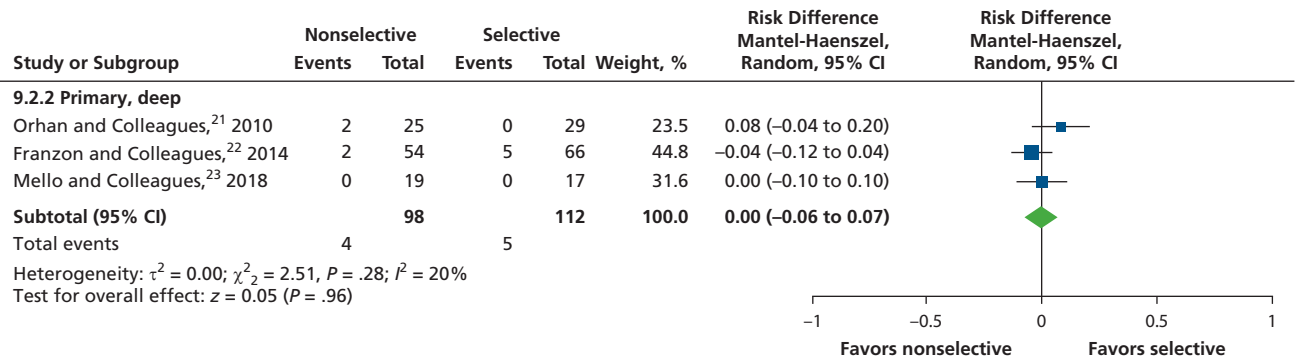 Study or Subgroup Nonselective Events Total Selective Events Total Weight, % Risk Difference Mantel-Haenszel, Random, 95% CI Risk Difference Mantel-Haenszel, Random, 95% CI
9.2.2 Primary, deep
Orhan and Colleagues,21 2010 2 25 0 29 23.5 0.08 (–0.04 to 0.20)
Franzon and Colleagues,22 2014 2 54 5 66 44.8 –0.04 (–0.12 to 0.04)
Mello and Colleagues,23 2018 0 19 0 17 31.6 0.00 (–0.10 to 0.10)
Subtotal (95% CI) 98 112 100.0 0.00 (–0.06 to 0.07)
Total events 4 5
Heterogeneity: τ2 = 0.00; χ22 = 2.51, P = .28; I2 = 20%
Test for overall effect: z = 0.05 (P = .96)
–1 –0.5 0 0.5 1
Favors nonselective Favors selective